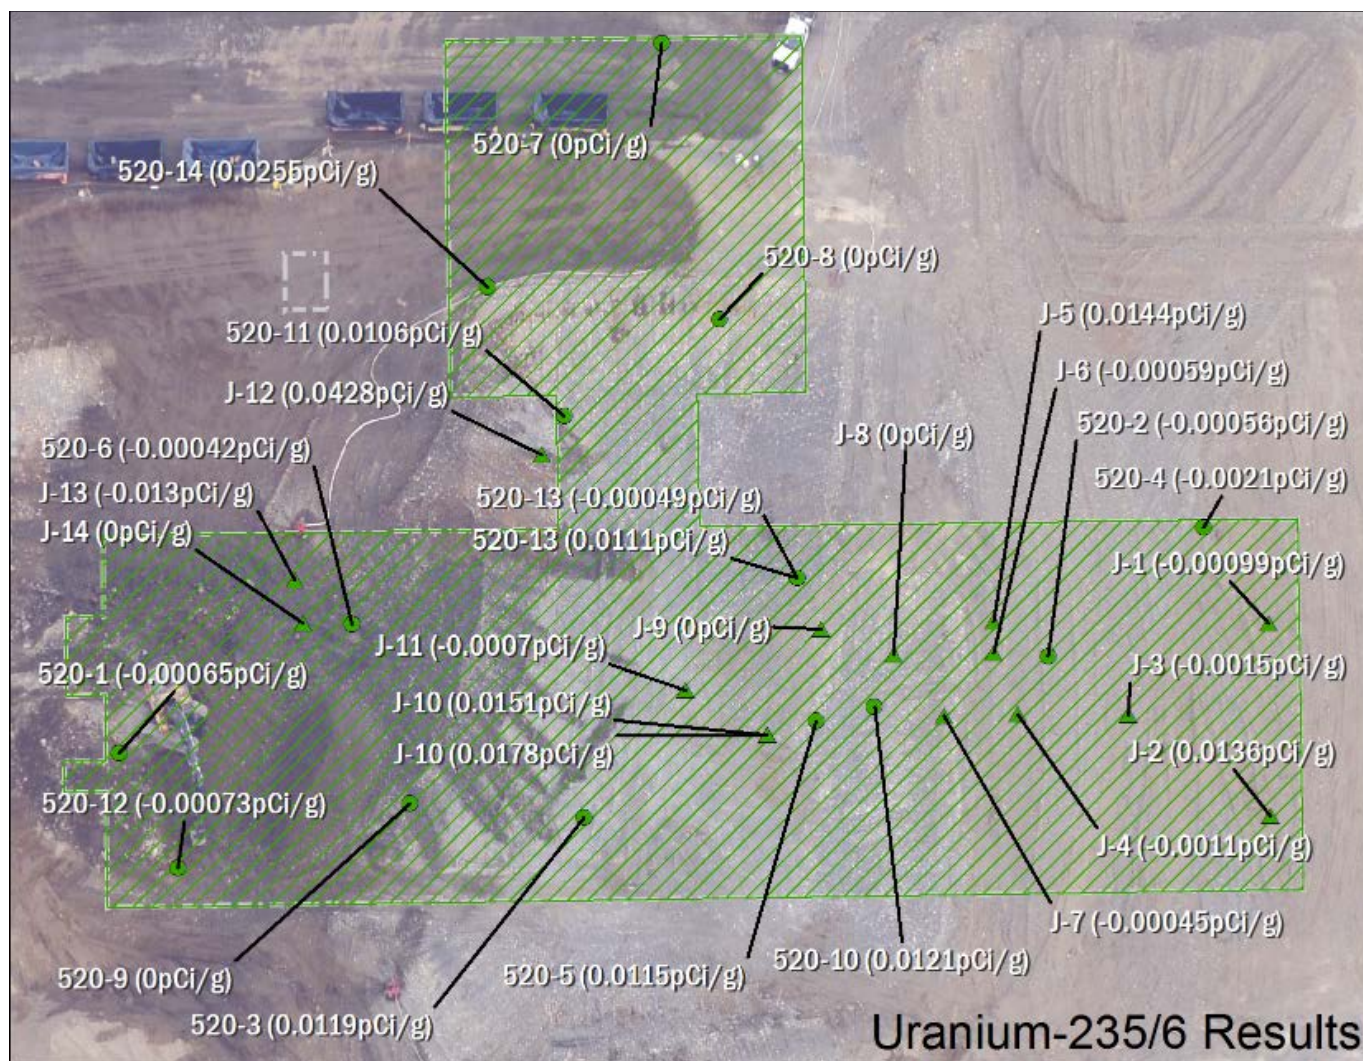 520-7 (0pCi/g)
520-14 (0.0255pCi/g)
520-8 (0pCi/g)
J-5 (0.0144pCi/g)
520-11 (0.0106pCi/g)
J-6 (-0.00059pCi/g)
J-12 (0.0428pCi/g)
520-2 (-0.00056pCi/g)
J-8 (0pCi/g)
520-6 (-0.00042pCi/g)
520-4 (-0.0021pCi/g)
J-13 (-0.013pCi/g)
520-13 (-0.00049pCi/g)
J-14 (0pCi/g)
520-13 (0.0111pCi/g)
J-1 (-0.00099pCi/g)
J-9 (0pCi/g)
J-11 (-0.0007pCi/g)
J-3 (-0.0015pCi/g)
520-1 (-0.00065pCi/g)
J-10 (0.0151pCi/g)
J-10 (0.0178pCi/g)
J-2 (0.0136pCi/g)
520-12 (-0.00073pCi/g)
J-4 (-0.0011pCi/g)
J-7 (-0.00045pCi/g)
520-10 (0.0121pCi/g)
520-5 (0.0115pCi/g)
520-9 (0pCi/g)
520-3 (0.0119pCi/g)
Uranium-235/6 Results